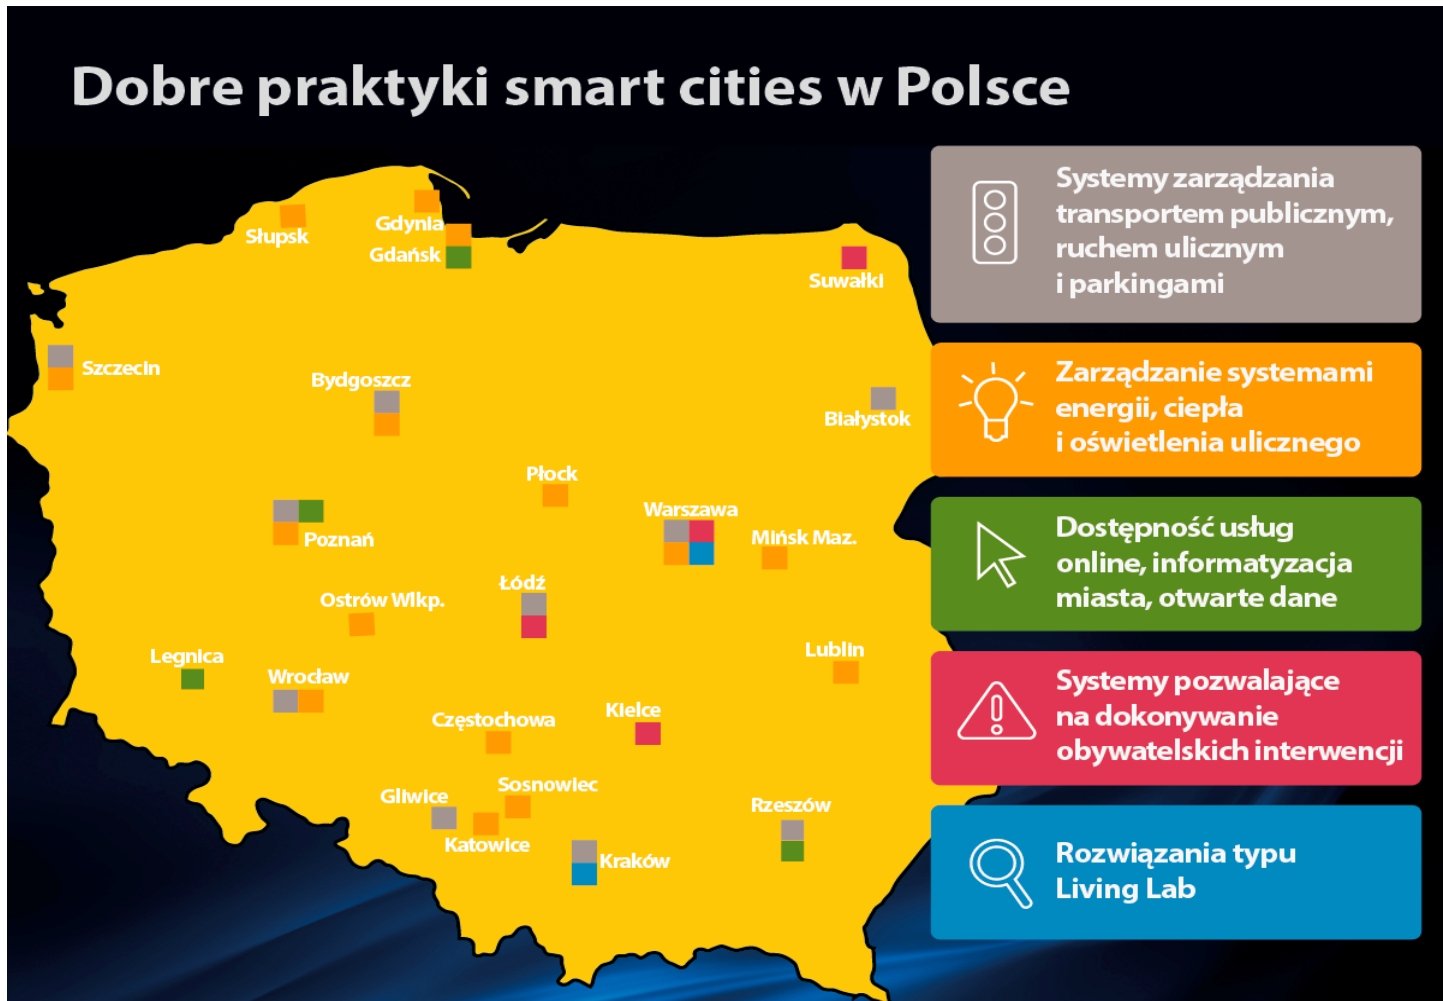 Dobre praktyki smart cities w Polsce
Słupsk
Gdynia
Gdańsk
Suwałki
Szczecin
Bydgoszcz
Białystok
Płock
Warszawa
Mińsk Maz.
Poznań
Łódź
Ostrów Wlkp.
Legnica
Wrocław
Lublin
Częstochowa
Kielce
Sosnowiec
Gliwice
Katowice
Rzeszów
Kraków
Systemy zarządzania
transportem publicznym,
ruchem ulicznym
i parkingami
Zarządzanie systemami
energii, ciepła
i oświetlenia ulicznego
Dostępność usług
online, informatyzacja
miasta, otwarte dane
Systemy pozwalające
na dokonywanie
obywatelskich interwencji
Rozwiązania typu
Living Lab